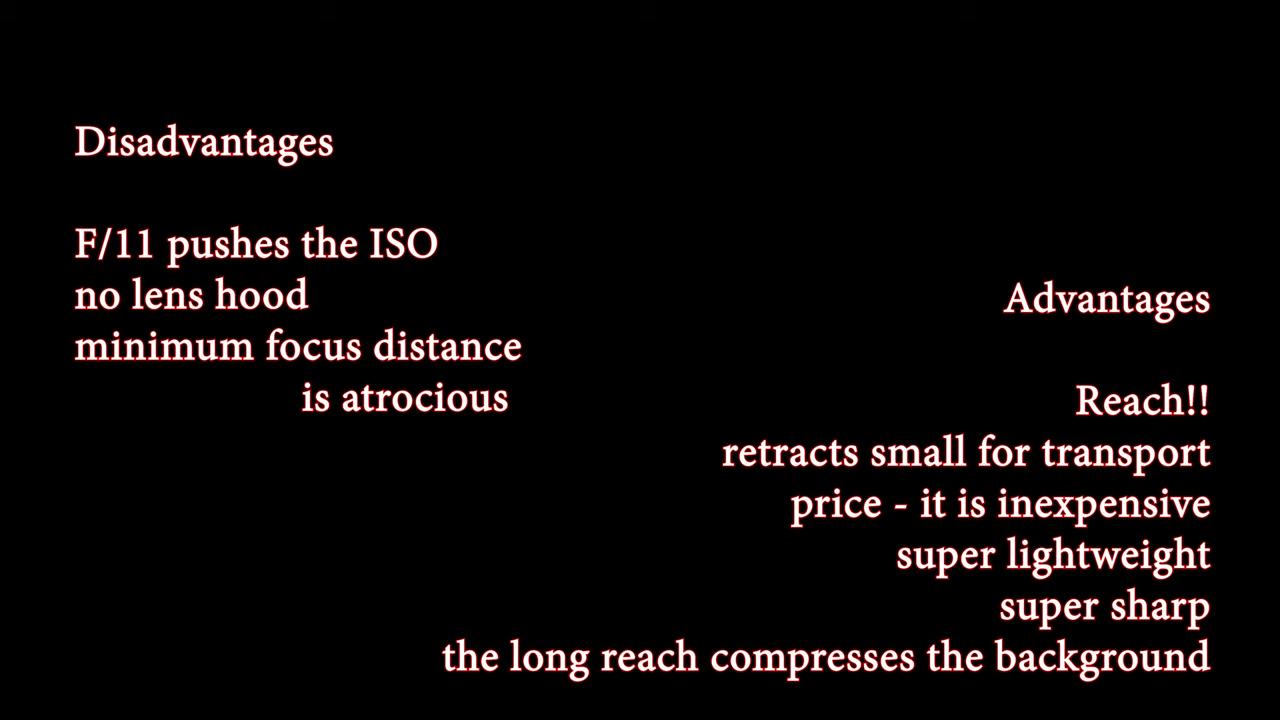 Disadvantages
F/11 pushes the ISO
no lens hood
minimum focus distance
is atrocious
Advantages
Reach!!
retracts small for transport
price - it is inexpensive
super lightweight
super sharp
the long reach compresses the background